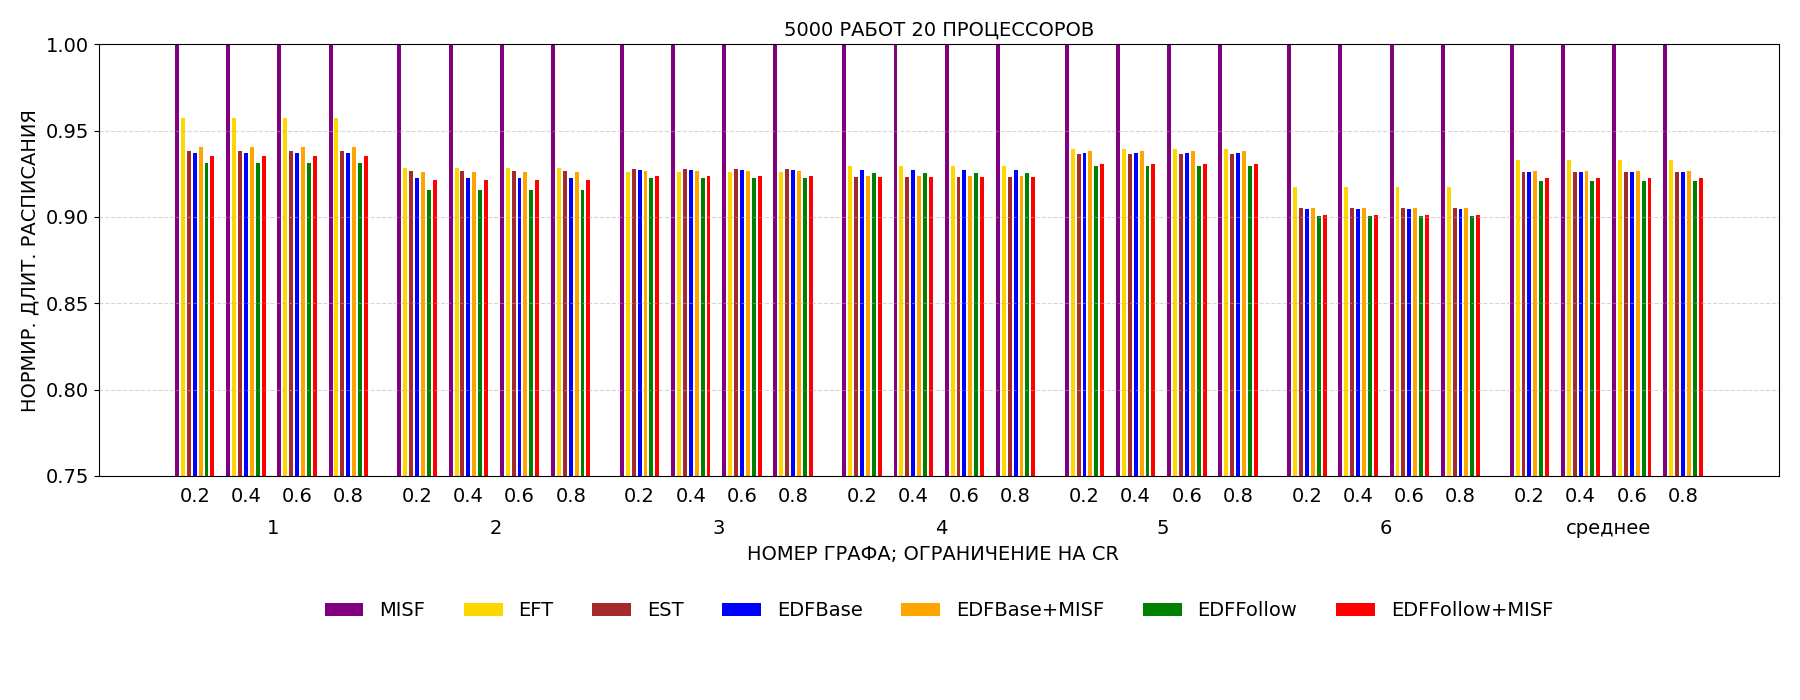 5000 РАБОТ 20 ПРОЦЕССОРОВ
НОРМИР. ДЛИТ. РАСПИСАНИЯ
1.00
0.95
0.90
0.85
0.80
0.75
0.2 0.4 0.6 0.8 0.2 0.4 0.6 0.8 0.2 0.4 0.6 0.8 0.2 0.4 0.6 0.8 0.2 0.4 0.6 0.8 0.2 0.4 0.6 0.8 0.2 0.4 0.6 0.8
1 2 3 4 5 6 среднее
НОМЕР ГРАФА; ОГРАНИЧЕНИЕ НА CR
MISF EFT EST EDFBase EDFBase+MISF EDFFollow EDFFollow+MISF